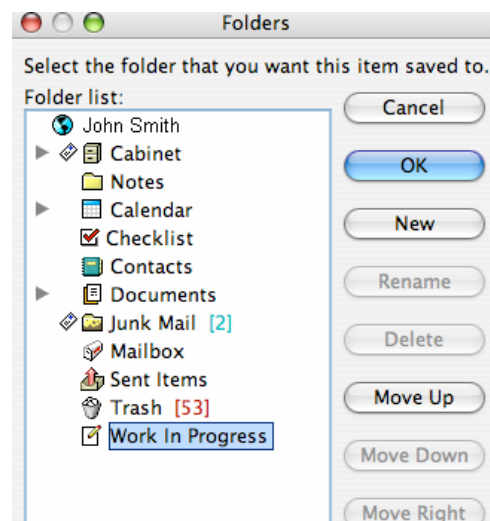 Folders
Select the folder that you want this item saved to.
Folder list:
John Smith
Cabinet
Notes
Calendar
Checklist
Contacts
Documents
Junk Mail [2]
Mailbox
Sent Items
Trash [53]
Work In Progress
Cancel
OK
New
Rename
Delete
Move Up
Move Down
Move Right